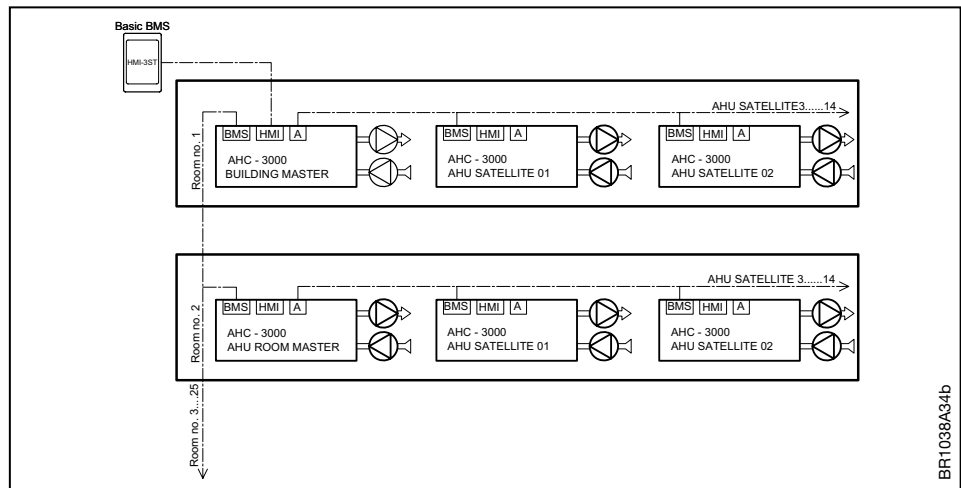 Basic BMS
HMI-3ST
AHU SATELLITE3......14
Room no. 1
BMS HMI A
AHC - 3000
BUILDING MASTER
BMS HMI A
AHC - 3000
AHU SATELLITE 01
BMS HMI A
AHC - 3000
AHU SATELLITE 02
AHU SATELLITE 3......14
Room no. 2
BMS HMI A
AHC - 3000
AHU ROOM MASTER
BMS HMI A
AHC - 3000
AHU SATELLITE 01
BMS HMI A
AHC - 3000
AHU SATELLITE 02
Room no. 3....25
BR1038A34b